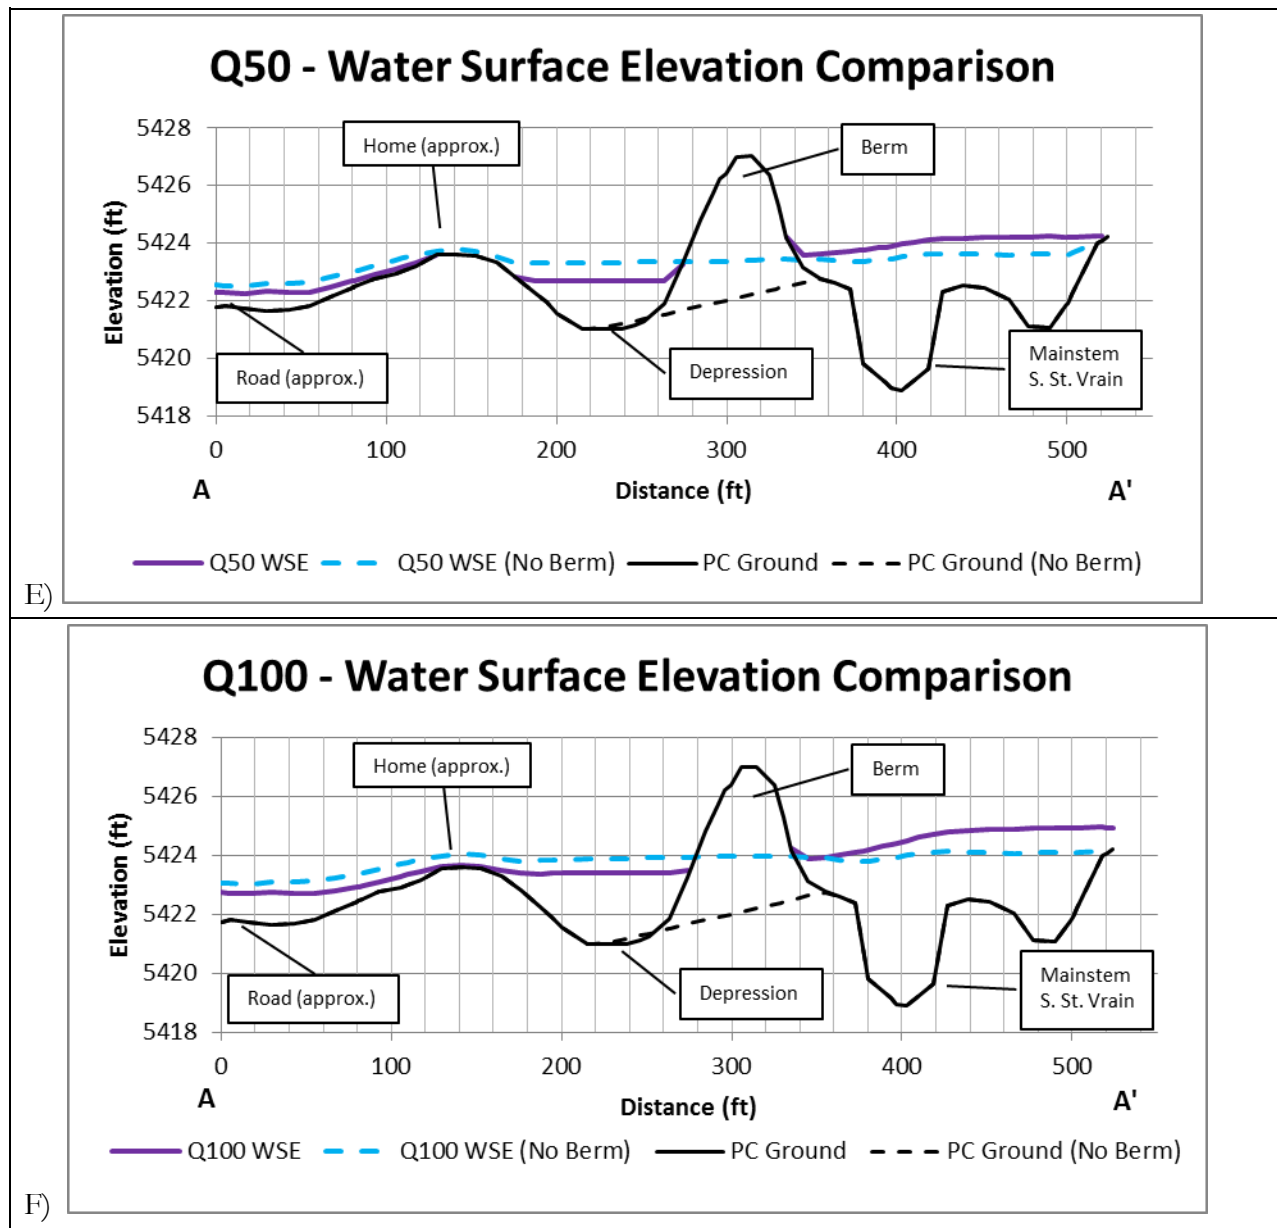 Q50 - Water Surface Elevation Comparison
Elevation (ft)
5428
5426
5424
5422
5420
5418
Home (approx.)
Berm
Road (approx.)
Depression
Mainstem
S. St. Vrain
0 100 200 300 400 500
A Distance (ft) A'
Q50 WSE Q50 WSE (No Berm) PC Ground PC Ground (No Berm)
E)
Q100 - Water Surface Elevation Comparison
Elevation (ft)
5428
5426
5424
5422
5420
5418
Home (approx.)
Berm
Road (approx.)
Depression
Mainstem
S. St. Vrain
0 100 200 300 400 500
A Distance (ft) A'
Q100 WSE Q100 WSE (No Berm) PC Ground PC Ground (No Berm)
F)